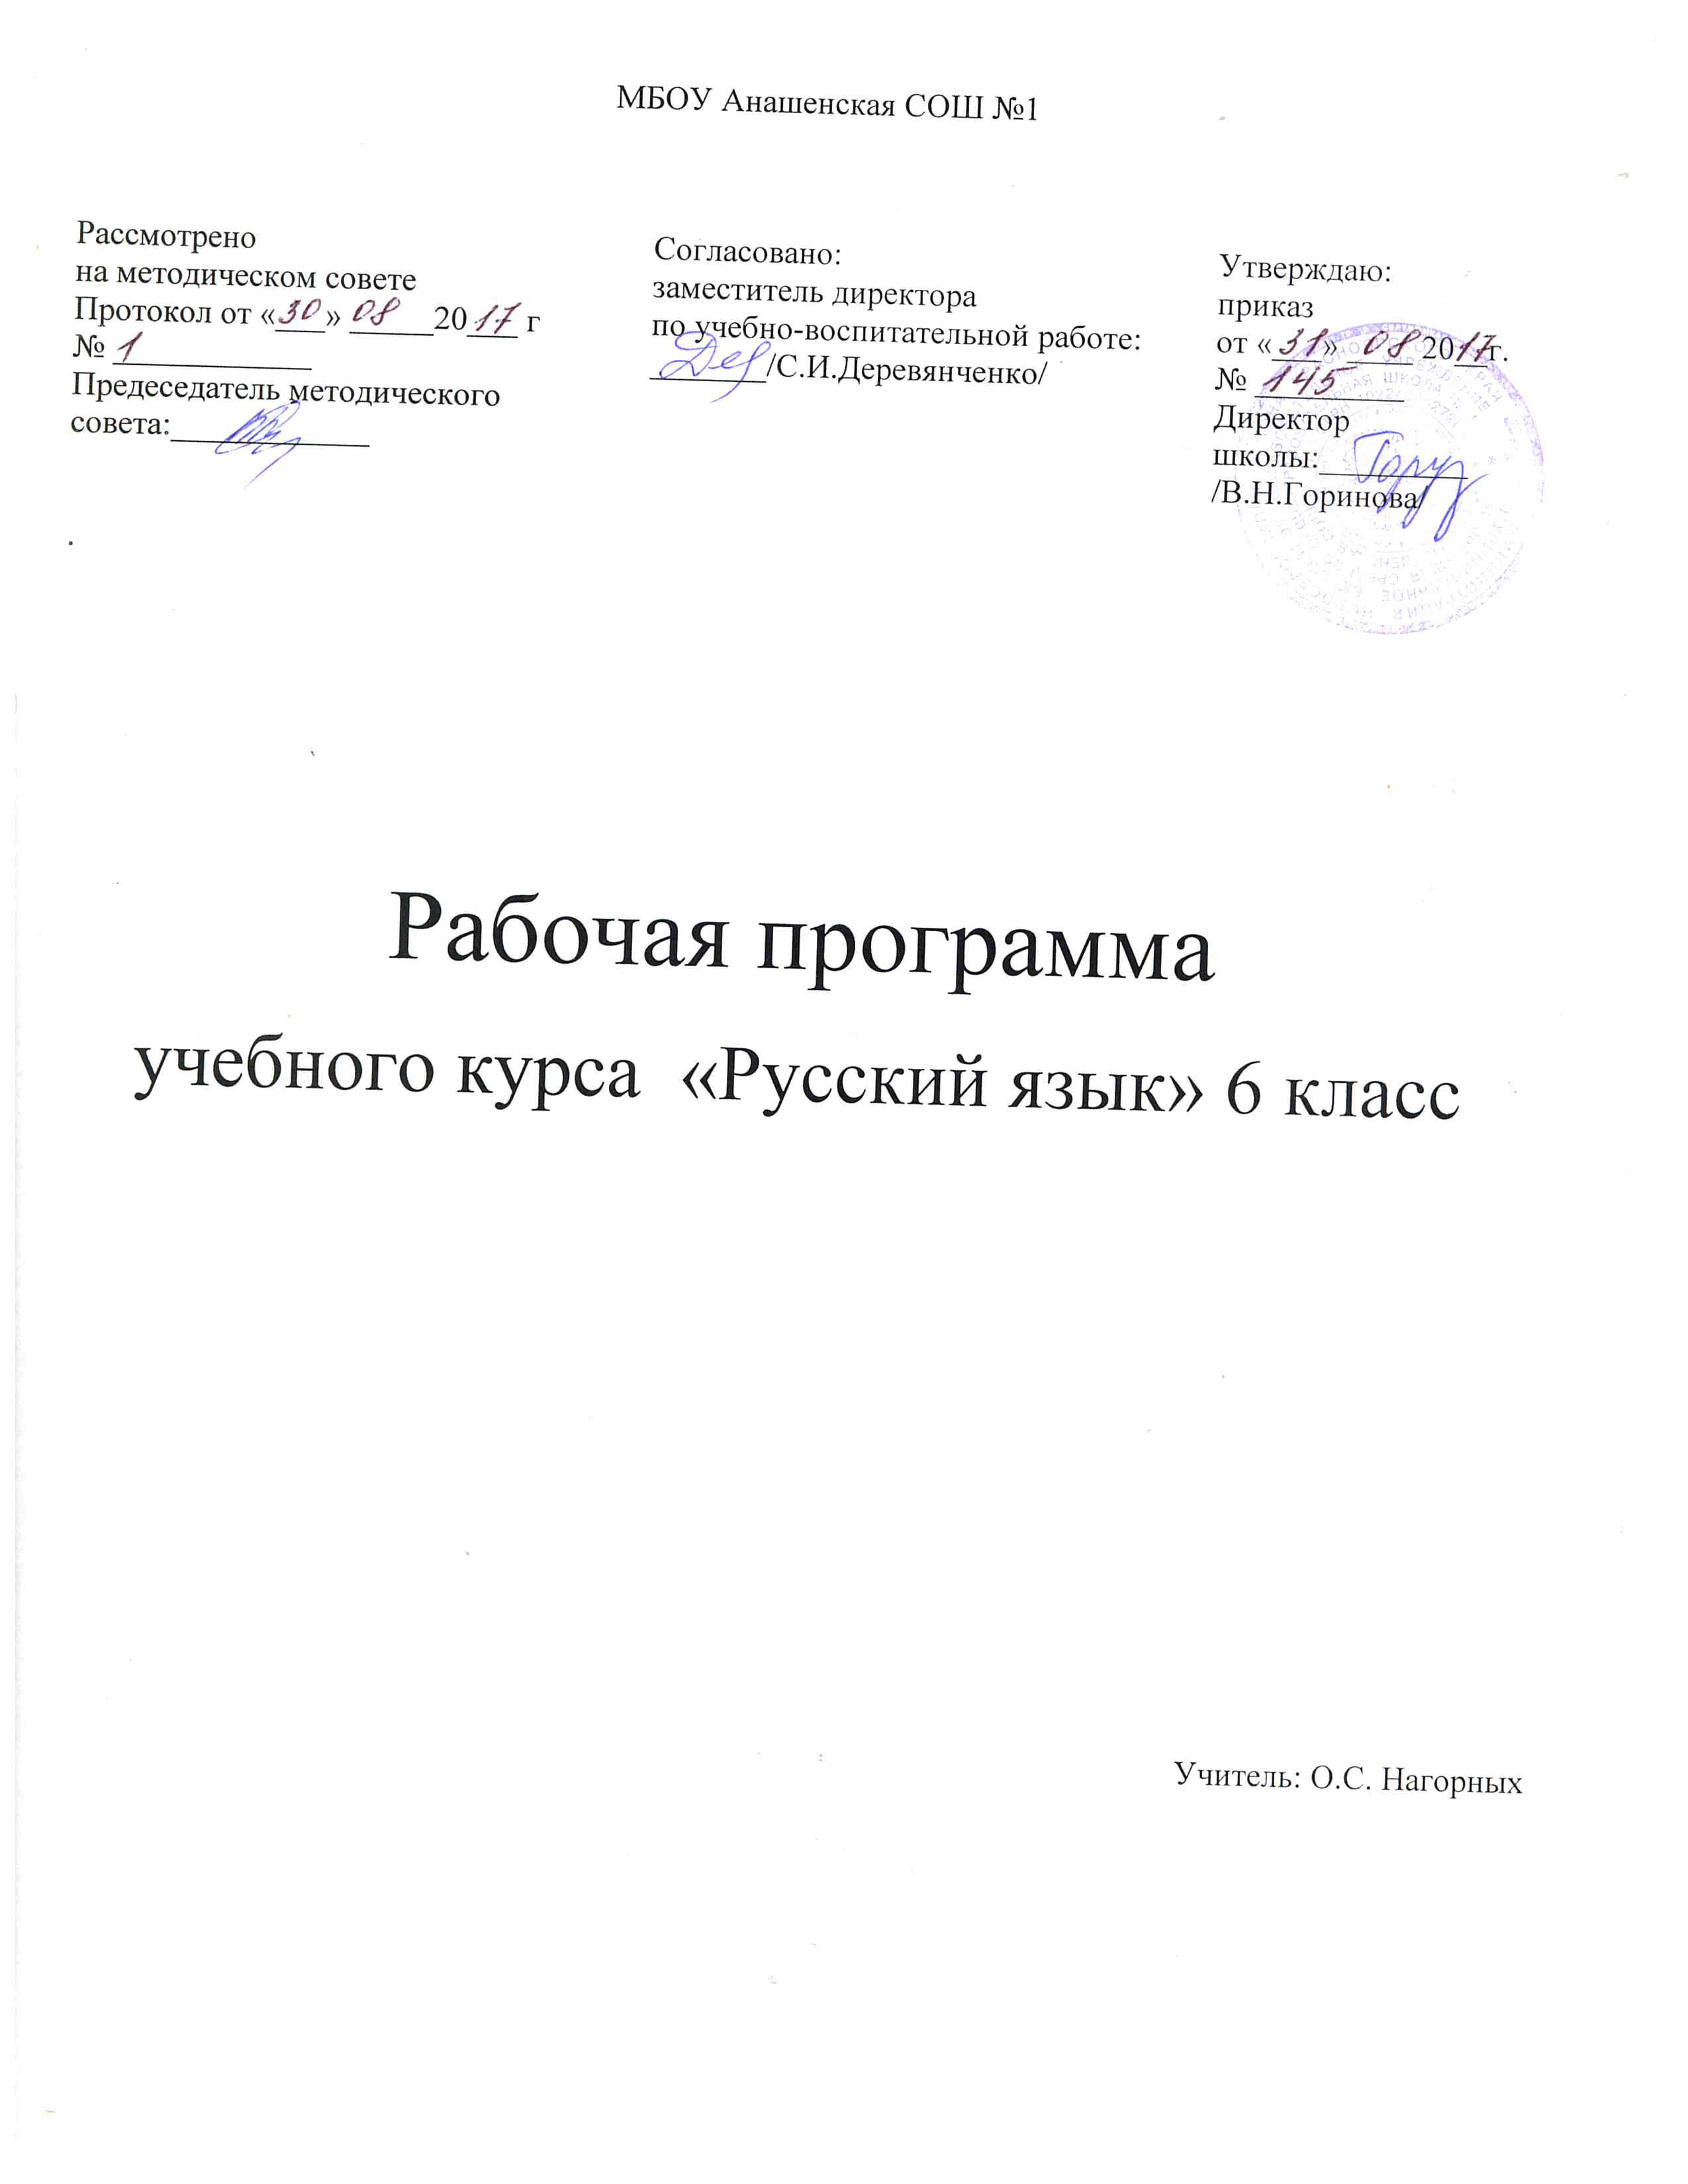 МБОУ Анашенская СОШ №1
Рассмотрено
на методическом совете
Протокол от «30» 08 2017 г
№ 1
Предеседатель методического
совета:
Согласовано:
заместитель директора
по учебно-воспитательной работе:
/С.И.Деревянченко/
Утверждаю:
приказ
от «31» 08 2017г.
№ 145
Директор
школы:
/В.Н.Горинова/
Рабочая программа
учебного курса «Русский язык» 6 класс
Учитель: О.С. Нагорных